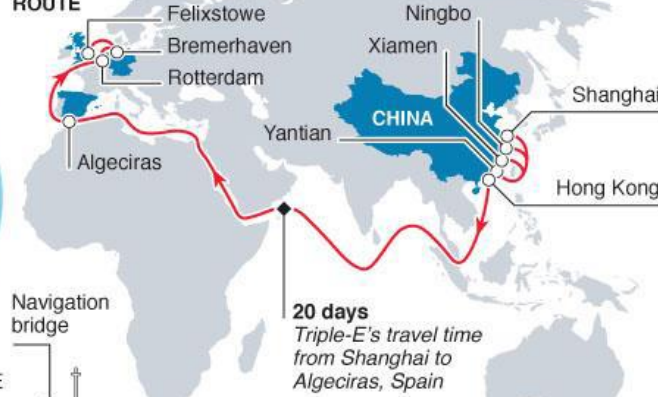 ROUTE
Felixstowe
Bremerhaven
Rotterdam
Algeciras
Ningbo
Xiamen
Shanghai
CHINA
Yantian
Hong Kong
20 days
Triple-E's travel time
from Shanghai to
Algeciras, Spain
Navigation
bridge
E